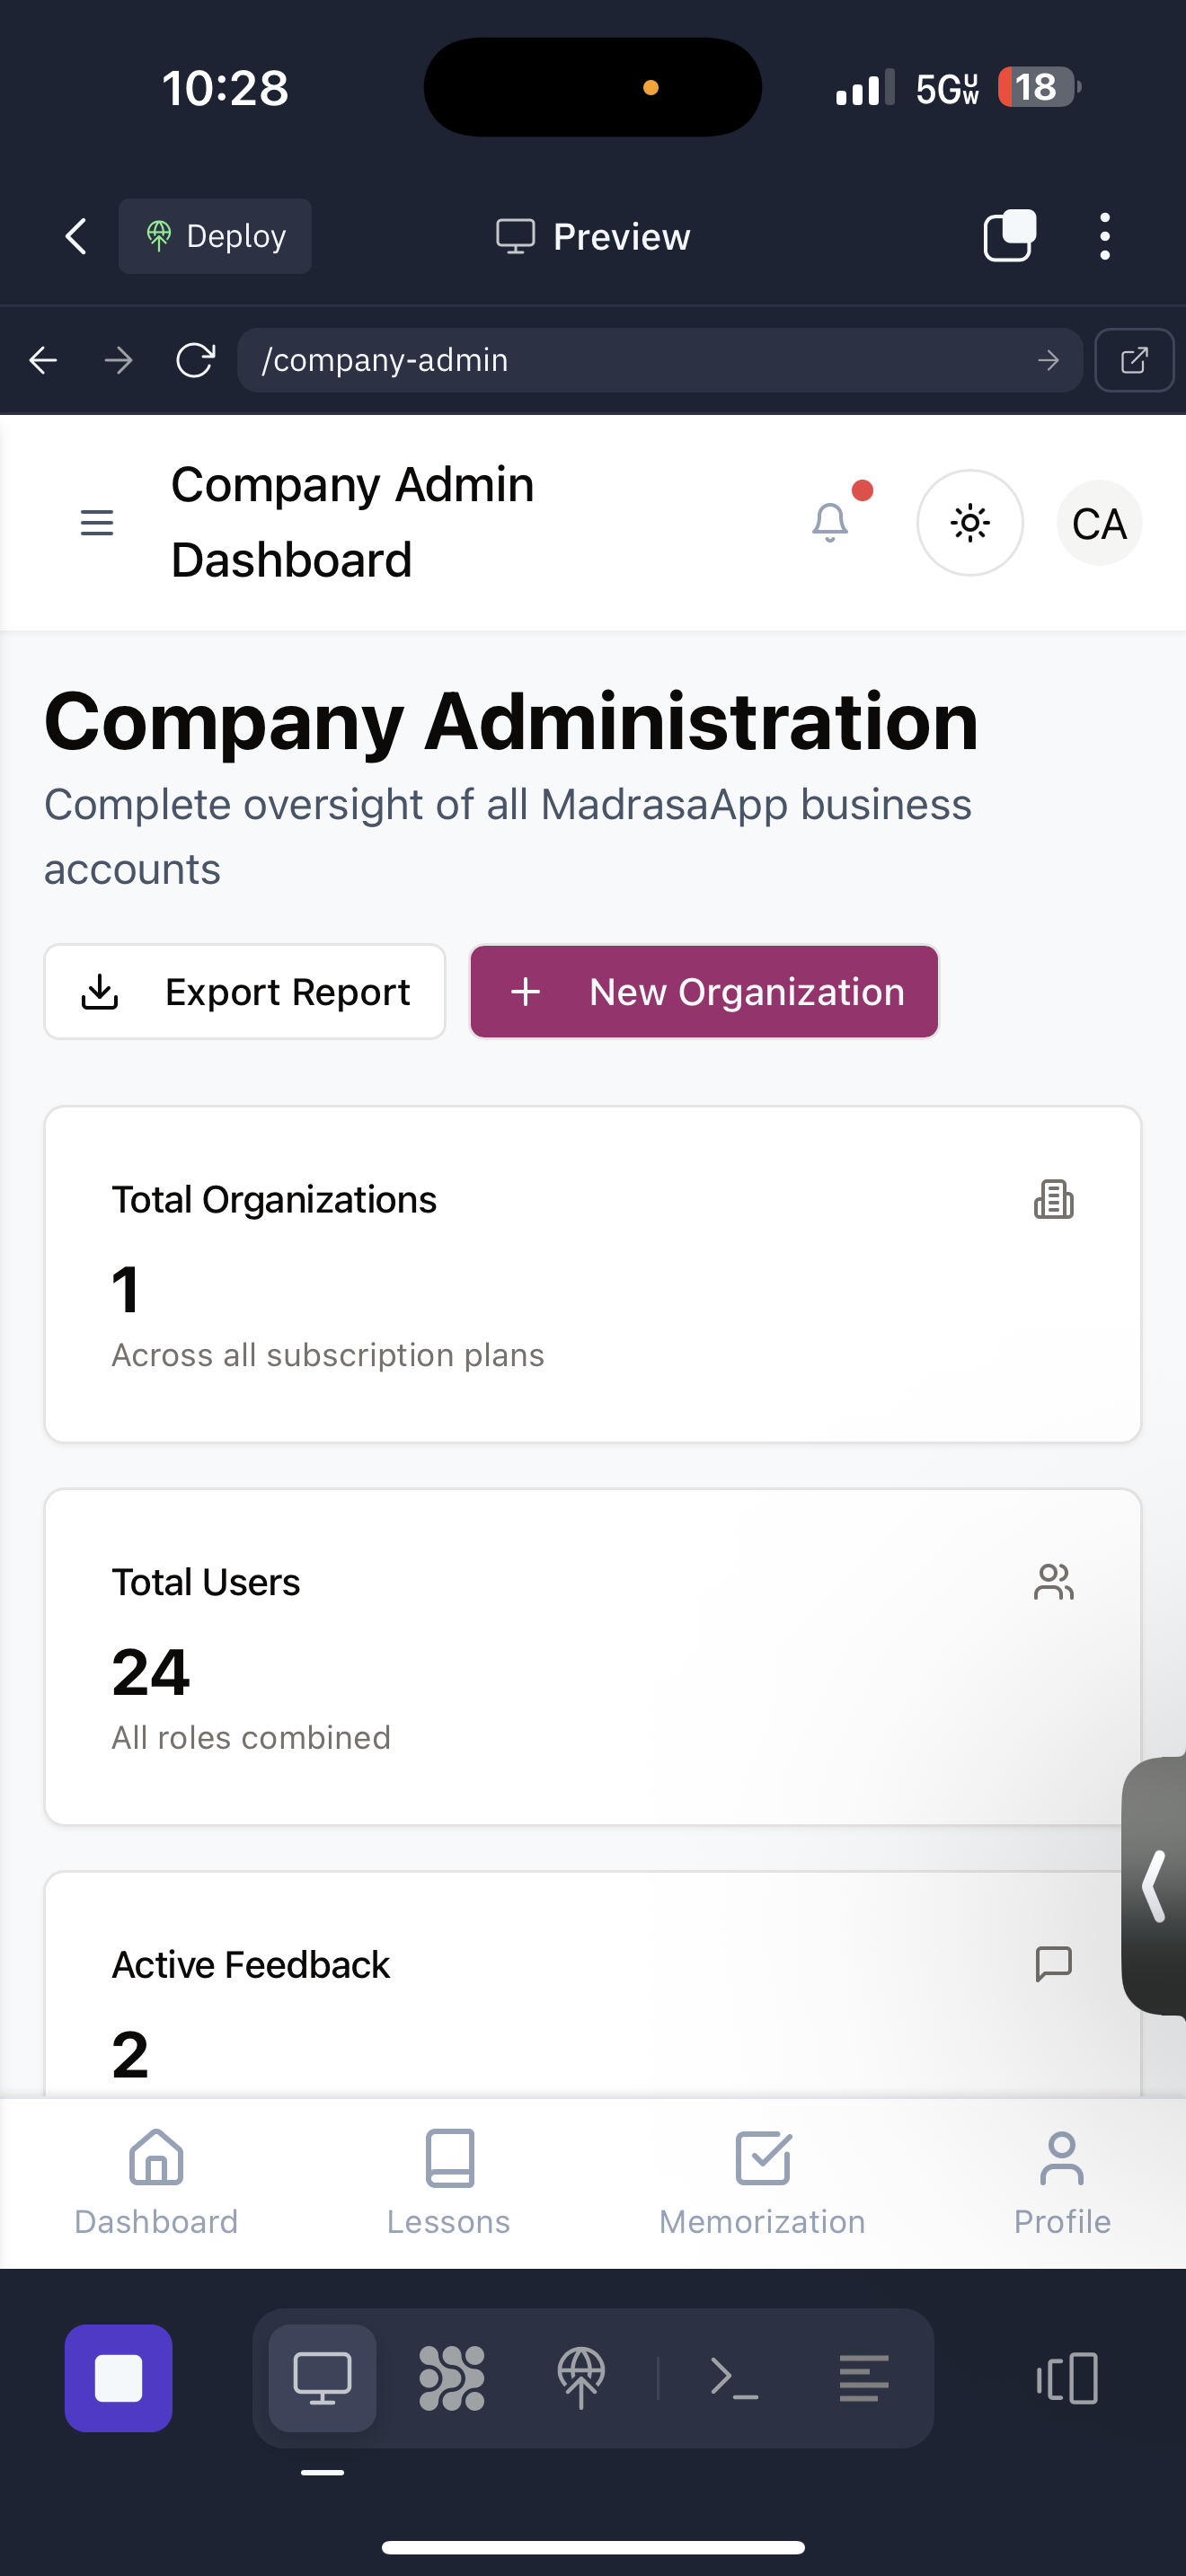 10:28
5G UW
18
Deploy
Preview
/company-admin
Company Admin
Dashboard
CA
Company Administration
Complete oversight of all MadrasaApp business
accounts
Export Report
New Organization
Total Organizations
1
Across all subscription plans
Total Users
24
All roles combined
Active Feedback
2
Dashboard
Lessons
Memorization
Profile